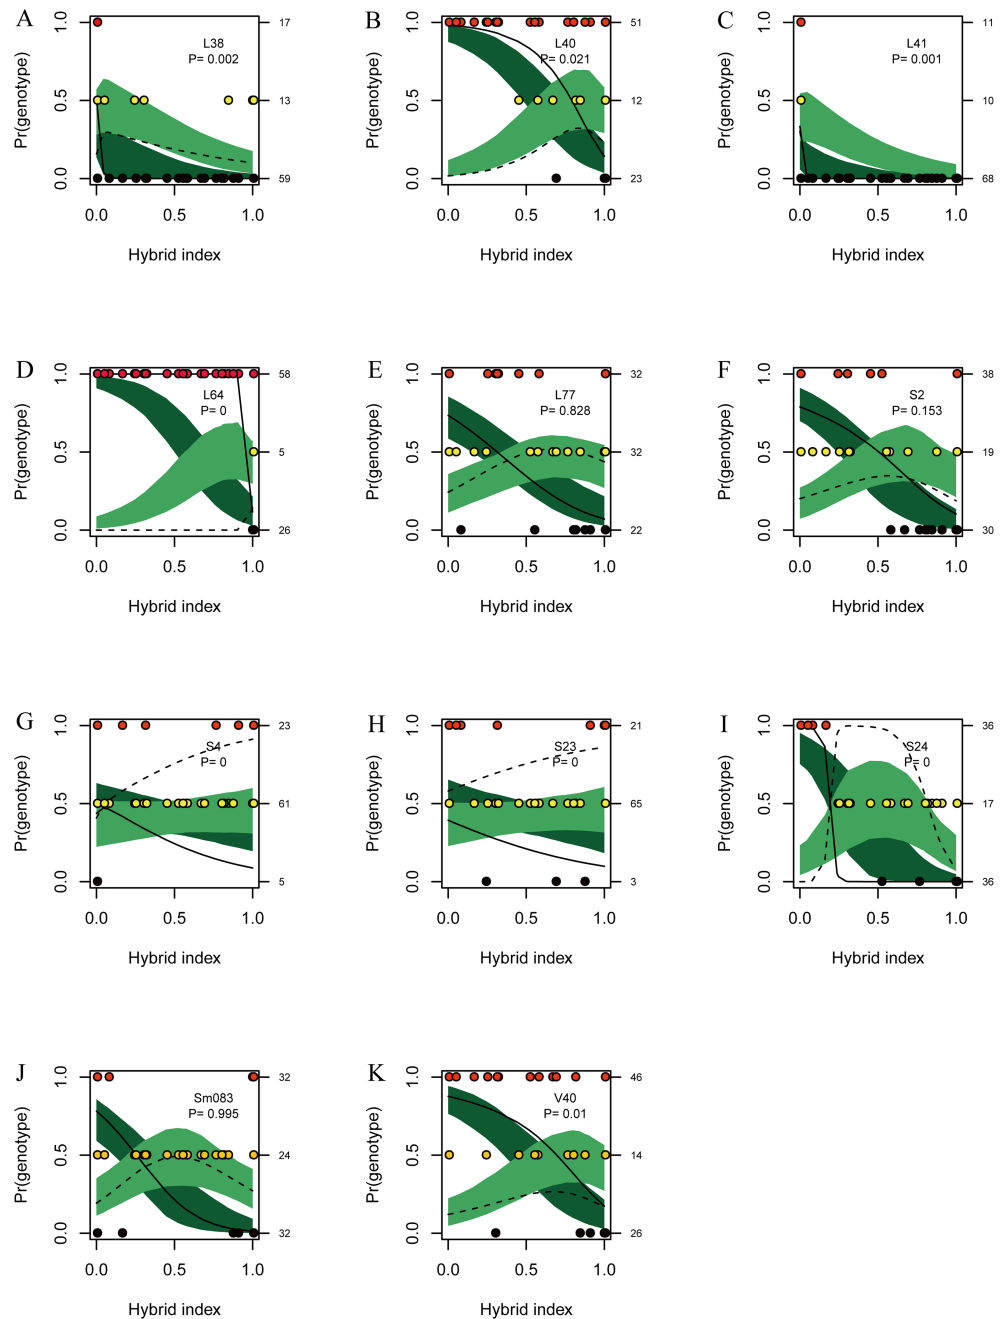 A
1.0
0.5
0.0
Pr(genotype)
L38
P= 0.002
17
13
59
0.0 0.5 1.0
Hybrid index
B
1.0
0.5
0.0
Pr(genotype)
L40
P= 0.021
51
12
23
0.0 0.5 1.0
Hybrid index
C
1.0
0.5
0.0
Pr(genotype)
L41
P= 0.001
11
10
68
0.0 0.5 1.0
Hybrid index
D
1.0
0.5
0.0
Pr(genotype)
L64
P= 0
58
5
26
0.0 0.5 1.0
Hybrid index
E
1.0
0.5
0.0
Pr(genotype)
L77
P= 0.828
32
32
22
0.0 0.5 1.0
Hybrid index
F
1.0
0.5
0.0
Pr(genotype)
S2
P= 0.153
38
19
30
0.0 0.5 1.0
Hybrid index
G
1.0
0.5
0.0
Pr(genotype)
S4
P= 0
23
61
5
0.0 0.5 1.0
Hybrid index
H
1.0
0.5
0.0
Pr(genotype)
S23
P= 0
21
65
3
0.0 0.5 1.0
Hybrid index
I
1.0
0.5
0.0
Pr(genotype)
S24
P= 0
36
17
36
0.0 0.5 1.0
Hybrid index
J
1.0
0.5
0.0
Pr(genotype)
Sm083
P= 0.995
32
24
32
0.0 0.5 1.0
Hybrid index
K
1.0
0.5
0.0
Pr(genotype)
V40
P= 0.01
46
14
26
0.0 0.5 1.0
Hybrid index